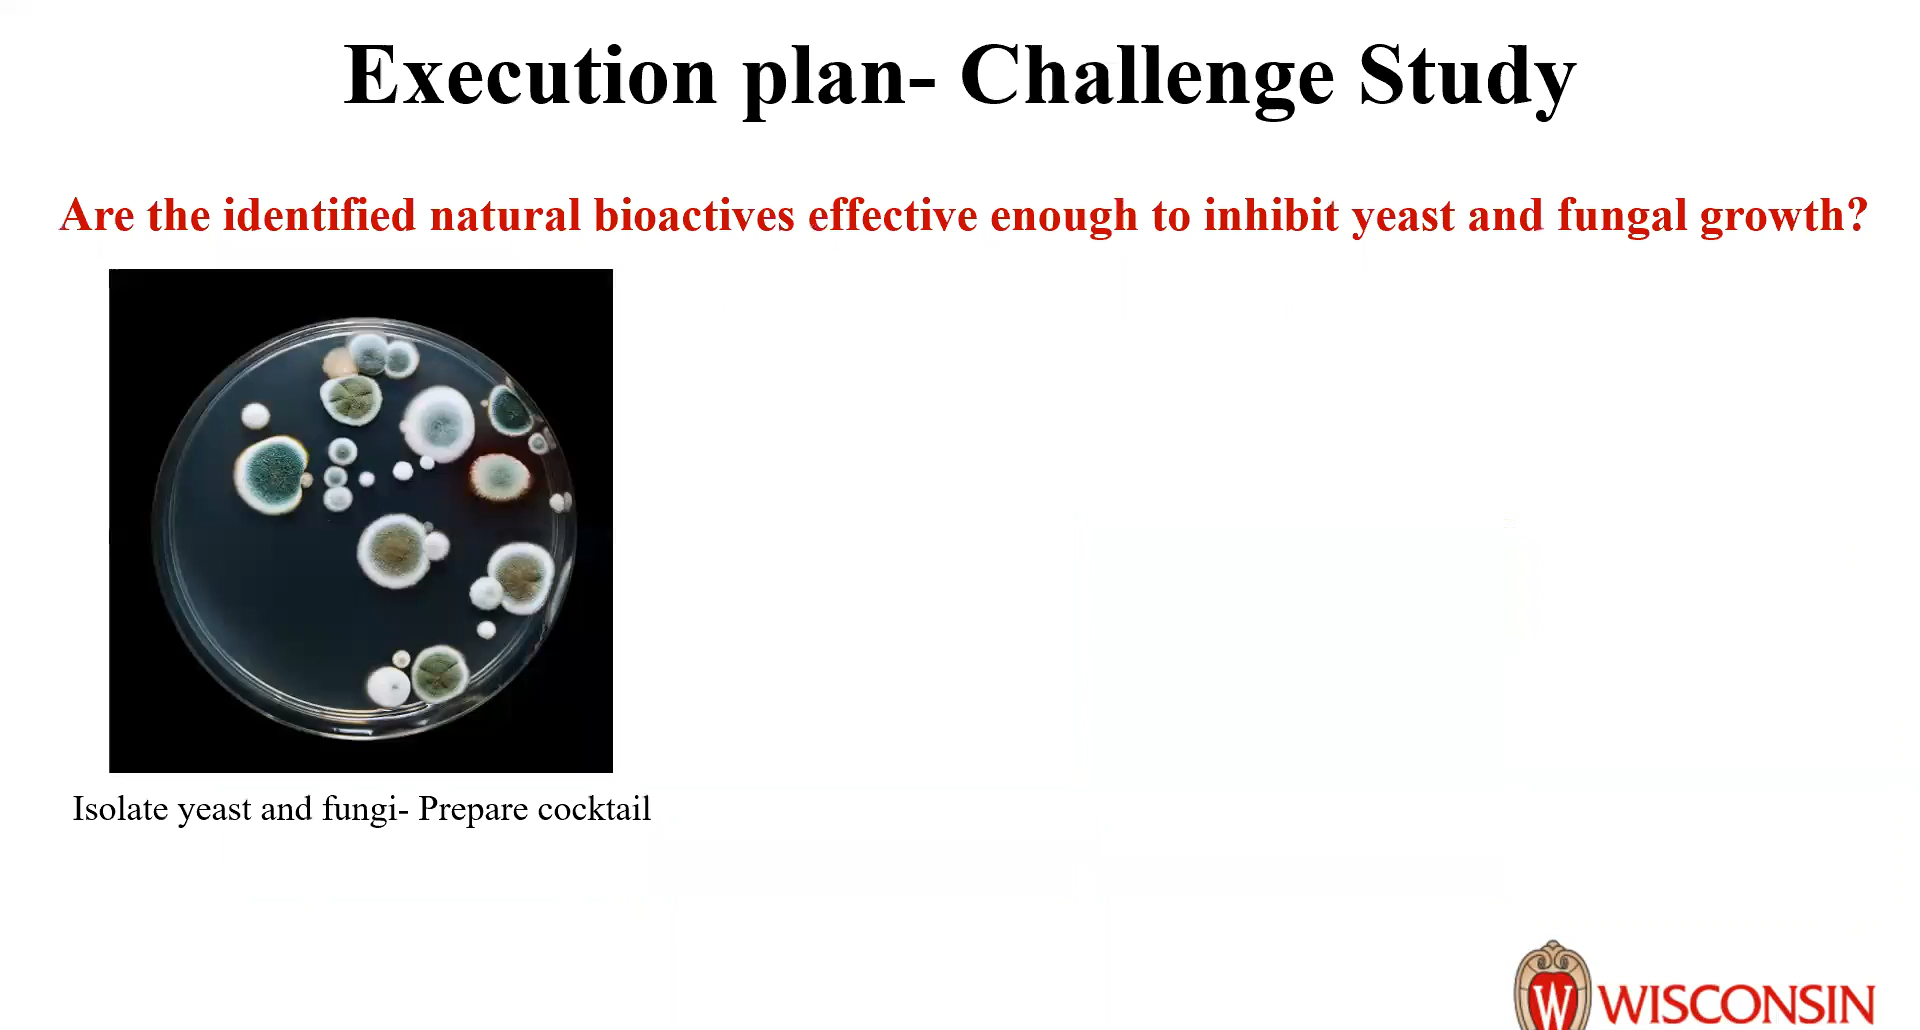 Execution plan- Challenge Study
Are the identified natural bioactives effective enough to inhibit yeast and fungal growth?
Isolate yeast and fungi- Prepare cocktail
W
WISCONSIN